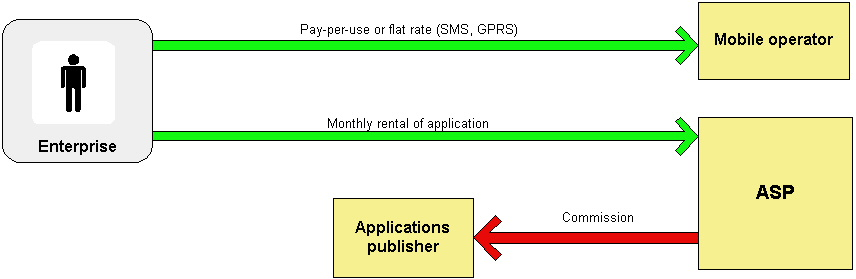 Pay-per-use or flat rate (SMS, GPRS)
Mobile operator
Enterprise
Monthly rental of application
ASP
Applications
publisher
Commission